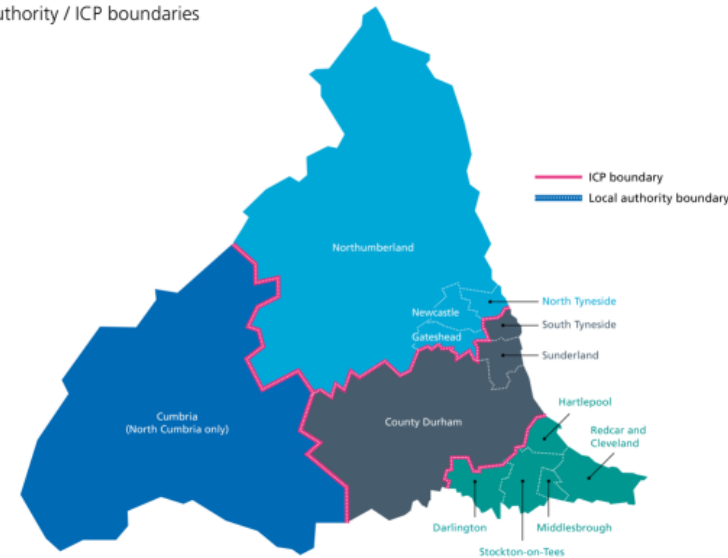 / ICP boundaries
ICP boundary
Local authority boundary
Northumberland
Newcastle
North Tyneside
South Tyneside
Gateshead
Sunderland
Hartlepool
Cumbria
(North Cumbria only)
County Durham
Redcar and
Cleveland
Darlington
Middlesbrough
Stockton-on-Tees